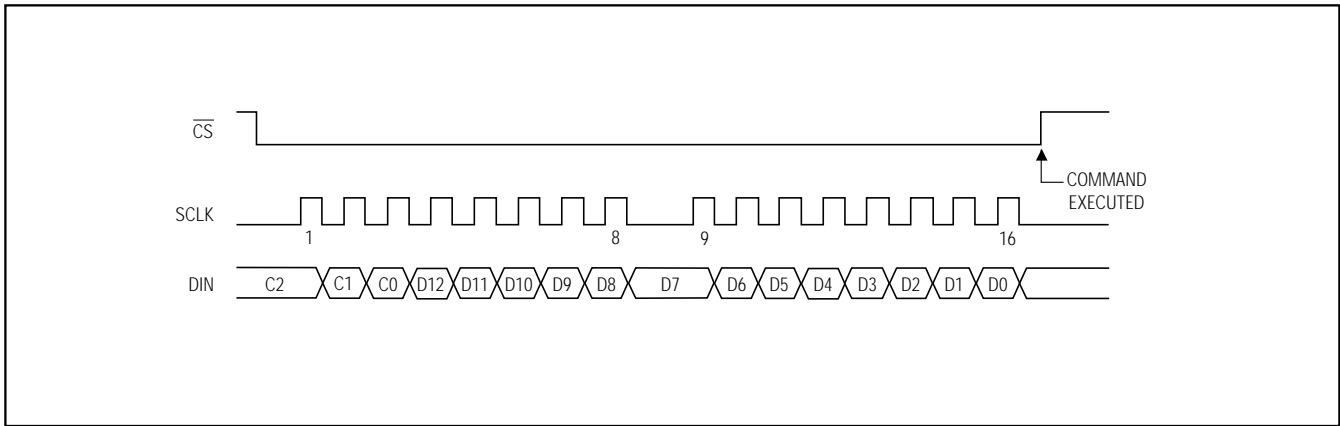 CS
COMMAND
EXECUTED
SCLK
1 8 9 16
DIN C2 C1 C0 D12 D11 D10 D9 D8 D7 D6 D5 D4 D3 D2 D1 D0